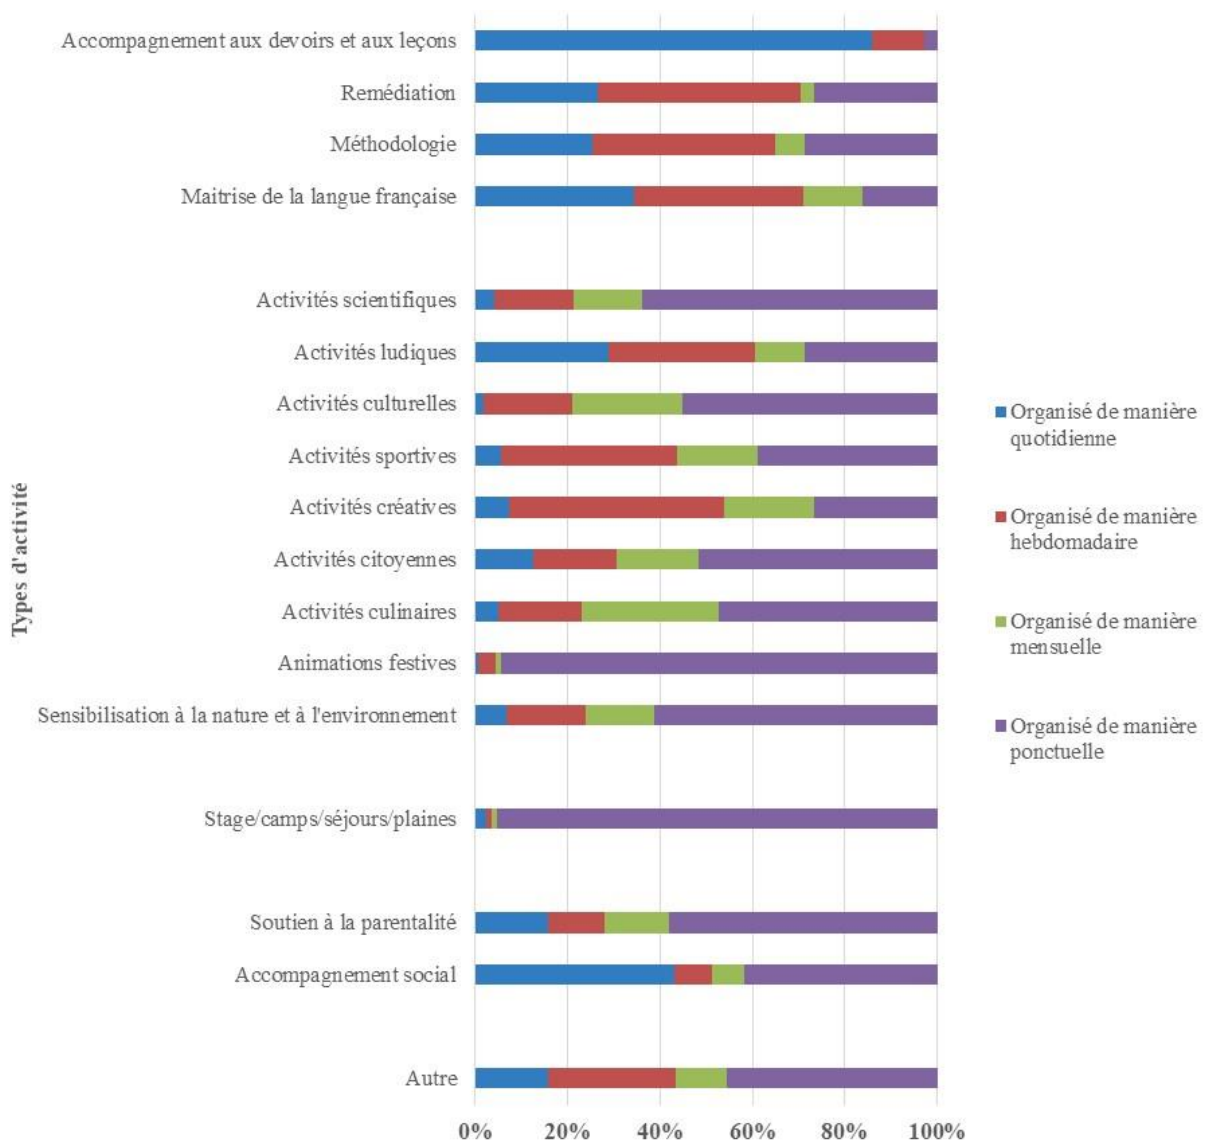 Accompagnement aux devoirs et aux leçons
Remédiation
Méthodologie
Maitrise de la langue française
Activités scientifiques
Activités ludiques
Activités culturelles
Activités sportives
Activités créatives
Activités citoyennes
Activités culinaires
Animations festives
Sensibilisation à la nature et à l'environnement
Stage/camps/séjours/plaines
Soutien à la parentalité
Accompagnement social
Autre
Types d'activité
0% 20% 40% 60% 80% 100%
Organisé de manière
quotidienne
Organisé de manière
hebdomadaire
Organisé de manière
mensuelle
Organisé de manière
ponctuelle